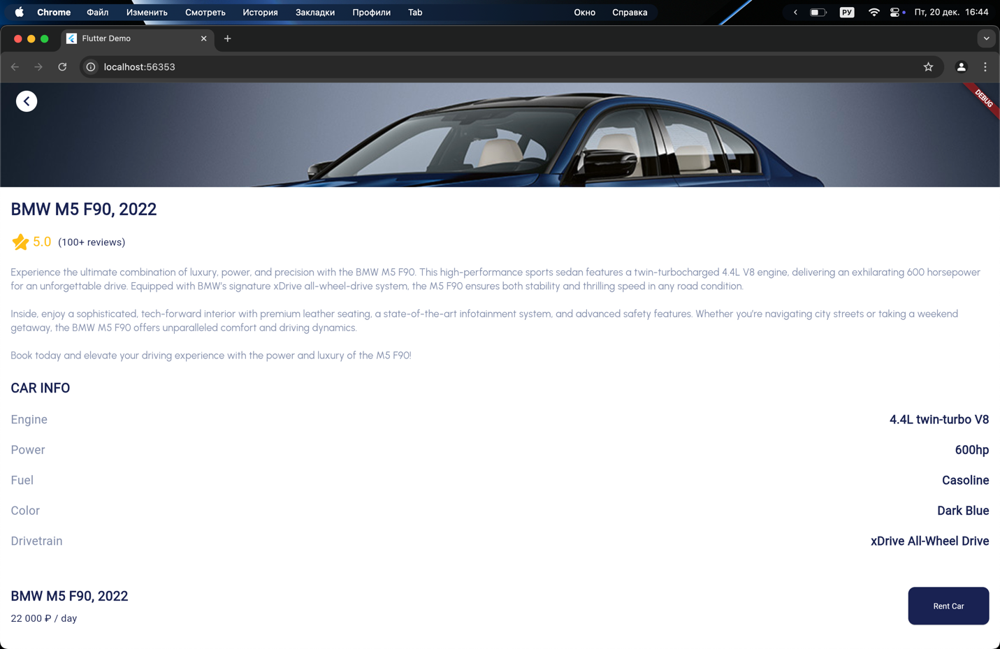 Chrome Файл Изменить Смотреть История Закладки Профили Tab Окно Справка РУ Пт, 20 дек. 16:44
Flutter Demo
localhost:56353
DEBUG
BMW M5 F90, 2022
5.0 (100+ reviews)
Experience the ultimate combination of luxury, power, and precision with the BMW M5 F90. This high-performance sports sedan features a twin-turbocharged 4.4L V8 engine, delivering an exhilarating 600 horsepower
for an unforgettable drive. Equipped with BMW's signature xDrive all-wheel-drive system, the M5 F90 ensures both stability and thrilling speed in any road condition.
Inside, enjoy a sophisticated, tech-forward interior with premium leather seating, a state-of-the-art infotainment system, and advanced safety features. Whether you're navigating city streets or taking a weekend
getaway, the BMW M5 F90 offers unparalleled comfort and driving dynamics.
Book today and elevate your driving experience with the power and luxury of the M5 F90!
CAR INFO
Engine 4.4L twin-turbo V8
Power 600hp
Fuel Casoline
Color Dark Blue
Drivetrain xDrive All-Wheel Drive
BMW M5 F90, 2022
22 000 ₽ / day
Rent Car